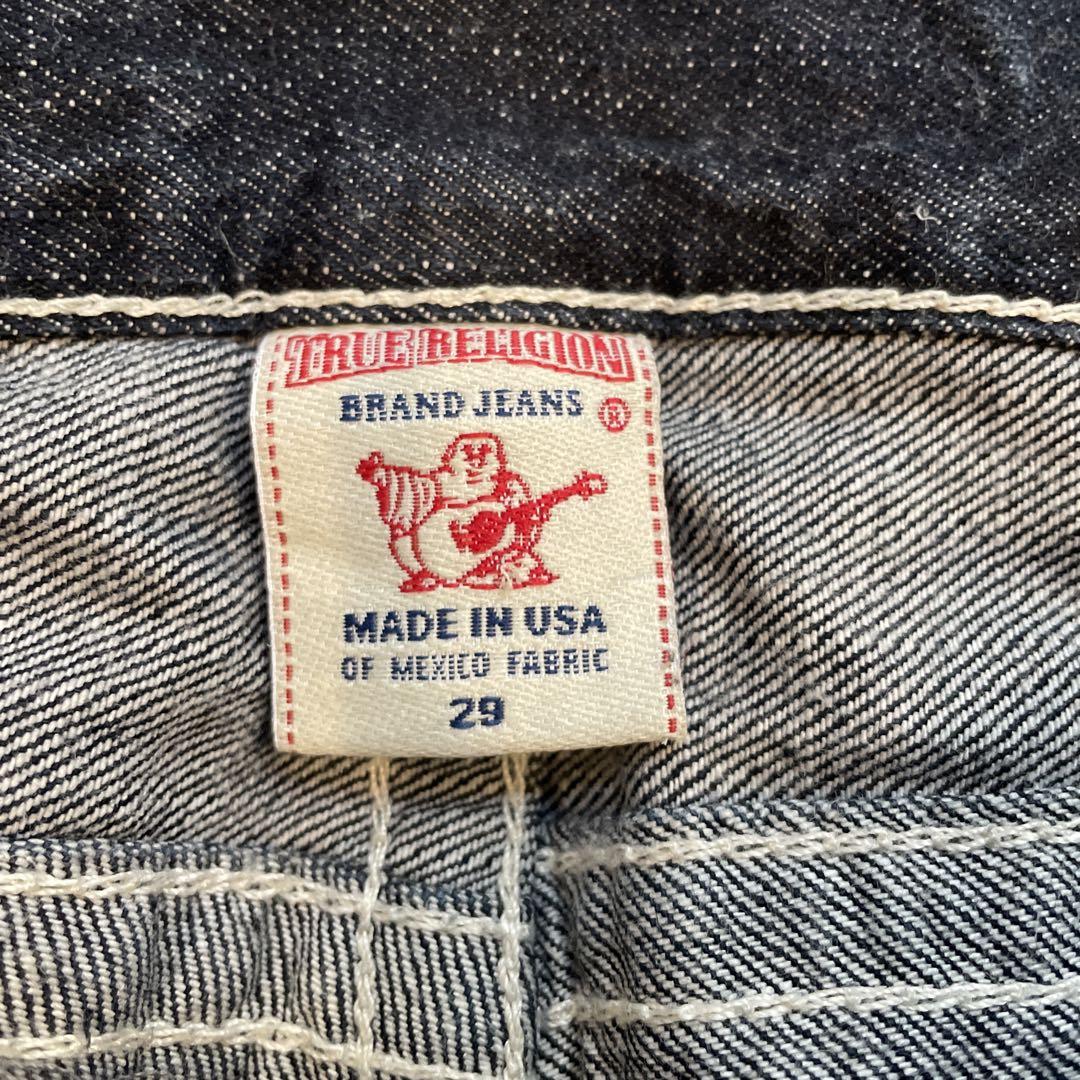 TRUE RELIGION
BRAND JEANS ®
MADE IN USA
OF MEXICO FABRIC
29